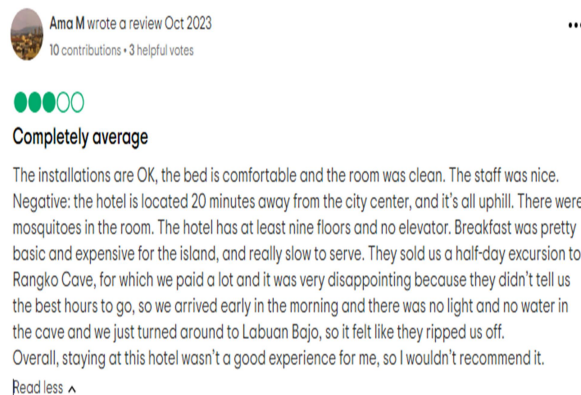 Ama M wrote a review Oct 2023
10 contributions • 3 helpful votes
Completely average
The installations are OK, the bed is comfortable and the room was clean. The staff was nice.
Negative: the hotel is located 20 minutes away from the city center, and it's all uphill. There were
mosquitoes in the room. The hotel has at least nine floors and no elevator. Breakfast was pretty
basic and expensive for the island, and really slow to serve. They sold us a half-day excursion to
Rangko Cave, for which we paid a lot and it was very disappointing because they didn't tell us
the best hours to go, so we arrived early in the morning and there was no light and no water in
the cave and we just turned around to Labuan Bajo, so it felt like they ripped us off.
Overall, staying at this hotel wasn't a good experience for me, so I wouldn't recommend it.
Read less